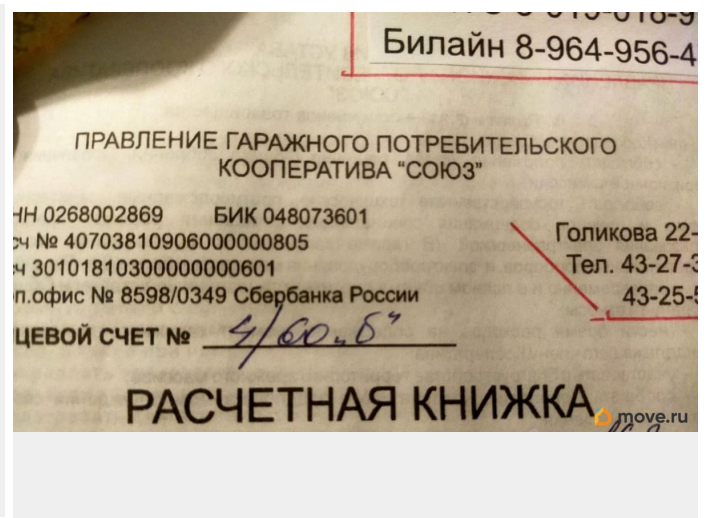 Билайн 8-964-956-4
ПРАВЛЕНИЕ ГАРАЖНОГО ПОТРЕБИТЕЛЬСКОГО
КООПЕРАТИВА "СОЮЗ"
НН 0268002869 БИК 048073601
сч № 40703810906000000805
ч 30101810300000000601
п.офис № 8598/0349 Сбербанка России
Голикова 22-
Тел. 43-27-3
43-25-5
ЦЕВОЙ СЧЕТ № 4/60 „б"
РАСЧЕТНАЯ КНИЖКА
move.ru